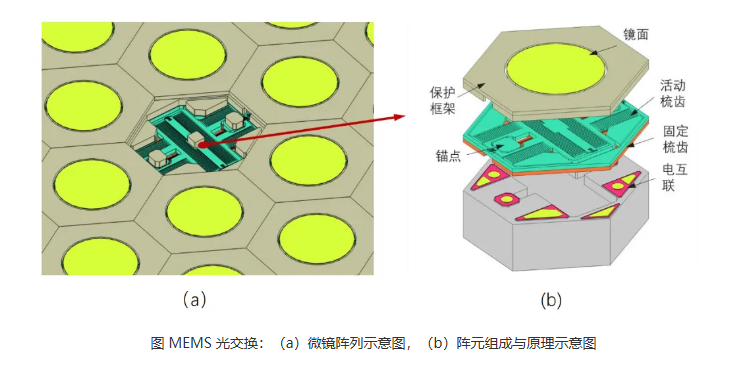 镜面
保护
框架
活动
梳齿
固定
梳齿
锚点
电互
联
(a)
(b)
图 MEMS 光交换：（a）微镜阵列示意图，（b）阵元组成与原理示意图